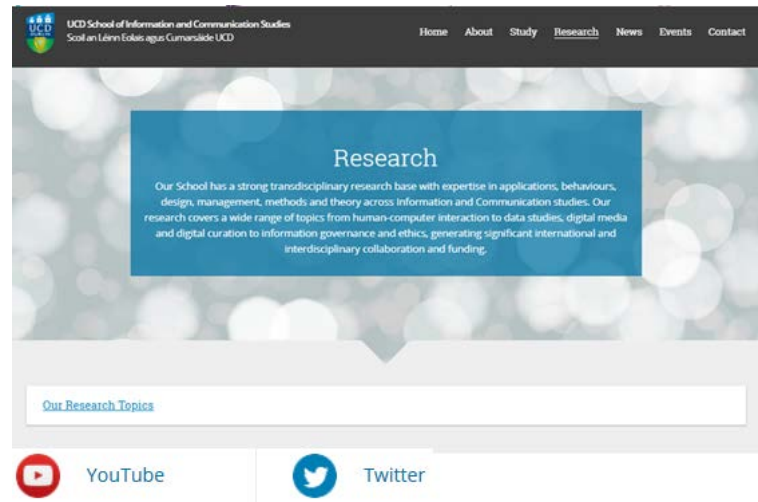 UCD
DUBLIN
UCD School of Information and Communication Studies
Scoil an Léinn Eolais agus Cumarsáide UCD
Home About Study Research News Events Contact
Research
Our School has a strong transdisciplinary research base with expertise in applications, behaviours,
design, management, methods and theory across Information and Communication studies. Our
research covers a wide range of topics from human-computer interaction to data studies, digital media
and digital curation to information governance and ethics, generating significant international and
interdisciplinary collaboration and funding.
Our Research Topics
YouTube Twitter